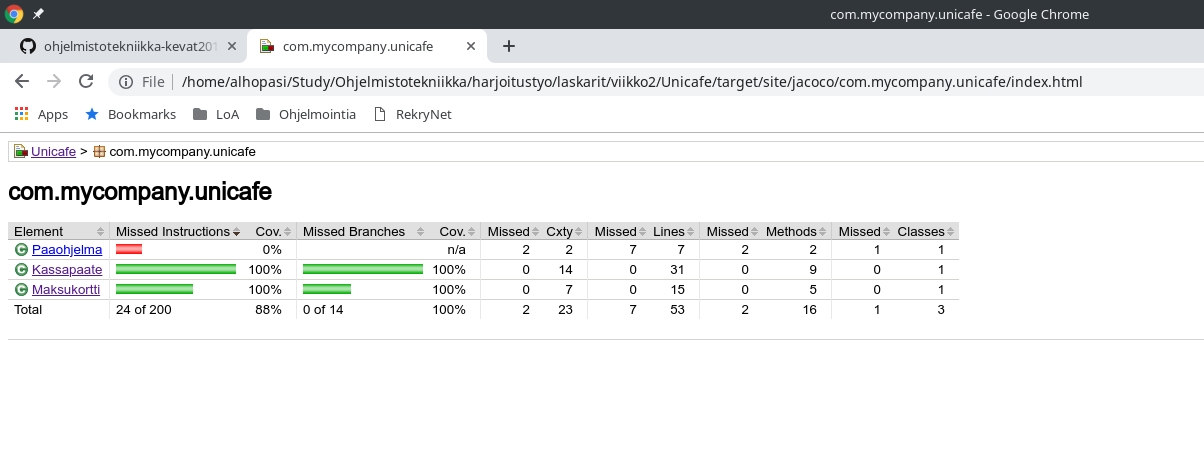 com.mycompany.unicafe - Google Chrome
ohjelmistotekniikka-kevat201
com.mycompany.unicafe
File | /home/alhopasi/Study/Ohjelmistotekniikka/harjoitustyo/laskarit/viikko2/Unicafe/target/site/jacoco/com.mycompany.unicafe/index.html
Apps Bookmarks LoA Ohjelmointia RekryNet
Unicafe > com.mycompany.unicafe
com.mycompany.unicafe
Element Missed Instructions Cov. Missed Branches Cov. Missed Cxty Missed Lines Missed Methods Missed Classes
Paaohjelma 0% n/a 2 2 7 7 2 2 1 1
Kassapaate 100% 100% 0 14 0 31 0 9 0 1
Maksukortti 100% 100% 0 7 0 15 0 5 0 1
Total 24 of 200 88% 0 of 14 100% 2 23 7 53 2 16 1 3